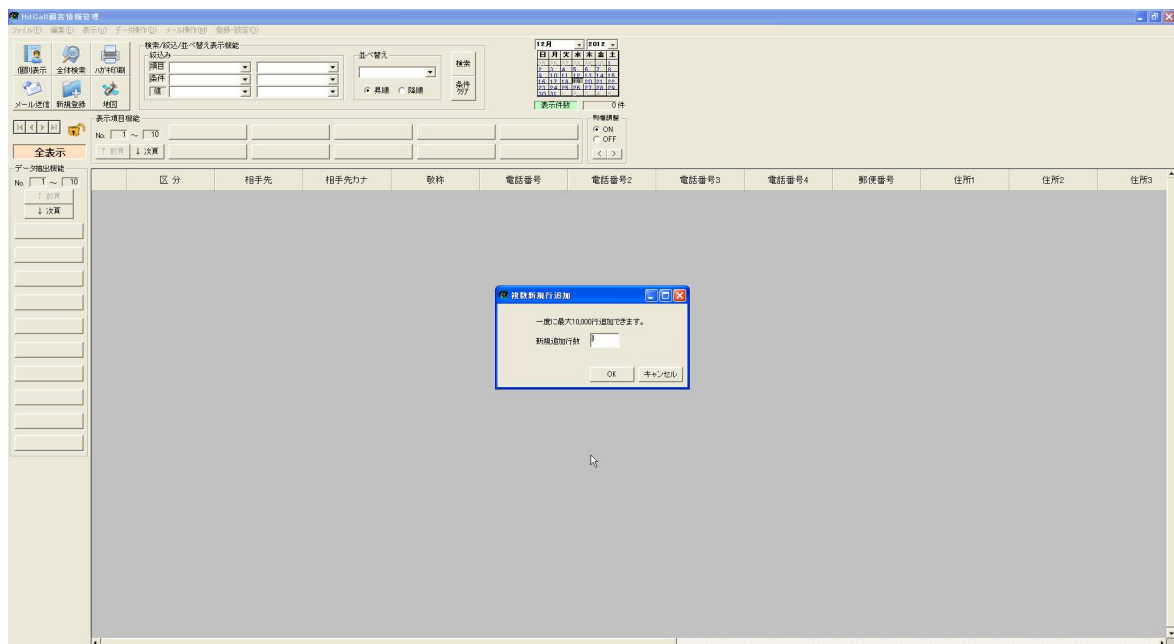 HitCall顧客情報管理
ファイル(F) 編集(E) 表示(V) データ操作(D) メール操作(M) 登録・設定(O)
個別表示 全体検索 ハガキ印刷
メール送信 新規登録 地図
検索/絞込/並べ替え表示機能
絞込み
項目
条件
値
並べ替え
昇順 降順
検索
条件
クリア
12月 2012
日 月 火 水 木 金 土
表示件数 0 件
全表示
表示項目機能
No. 1 ~ 10
↑ 前頁 ↓ 次頁
列幅調整
ON
OFF
< >
データ抽出機能
No. 1 ~ 10
↑ 前頁
↓ 次頁
区分 相手先 相手先カナ 敬称 電話番号 電話番号2 電話番号3 電話番号4 郵便番号 住所1 住所2 住所3
複数新規行追加
一度に最大10,000行追加できます。
新規追加行数
OK キャンセル